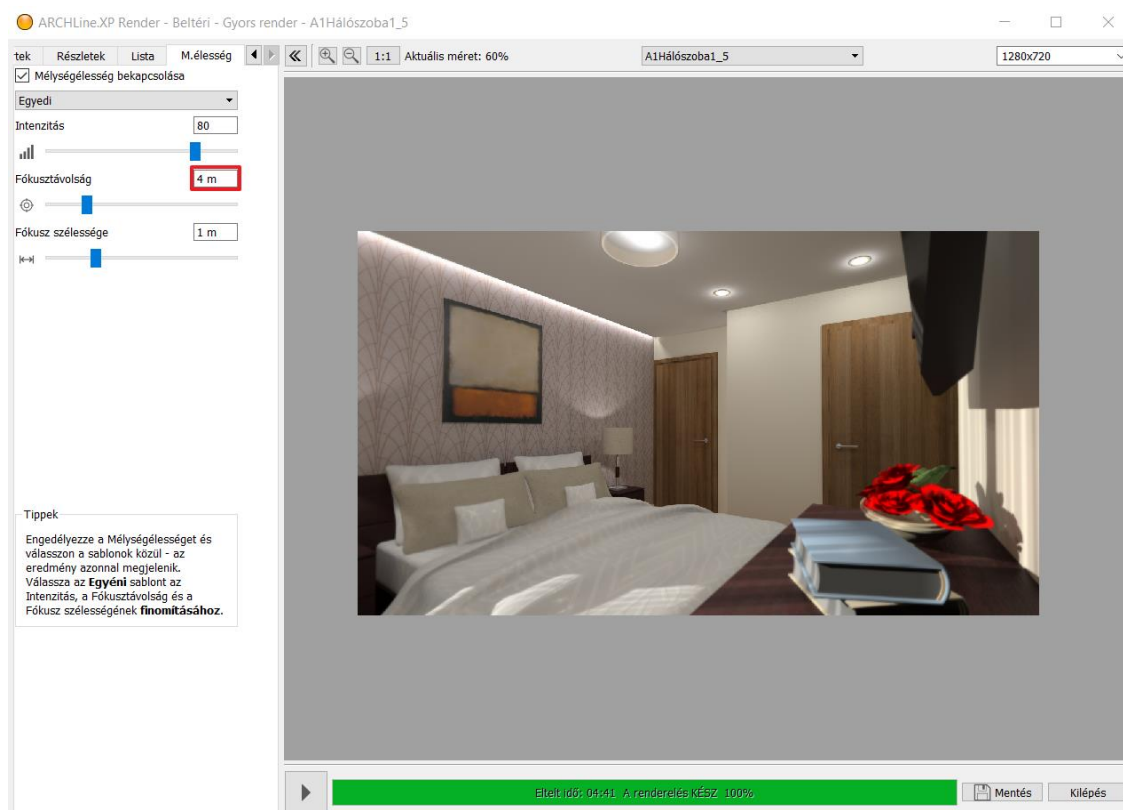 ARCHLine.XP Render - Beltéri - Gyors render - A1Hálószoba1_5
tek Részletek Lista M.élesség
1:1 Aktuális méret: 60% A1Hálószoba1_5 1280x720
Mélységélesség bekapcsolása
Egyedi
Intenzitás 80
Fókusztávolság 4 m
Fókusz szélessége 1 m
Tippek
Engedélyezze a Mélységélességet és
válasszon a sablonok közül - az
eredmény azonnal megjelenik.
Válassza az Egyéni sablont az
Intenzitás, a Fókusztávolság és a
Fókusz szélességének finomításához.
Eltelt idő: 04:41 A renderelés KÉSZ 100%
Mentés Kilépés